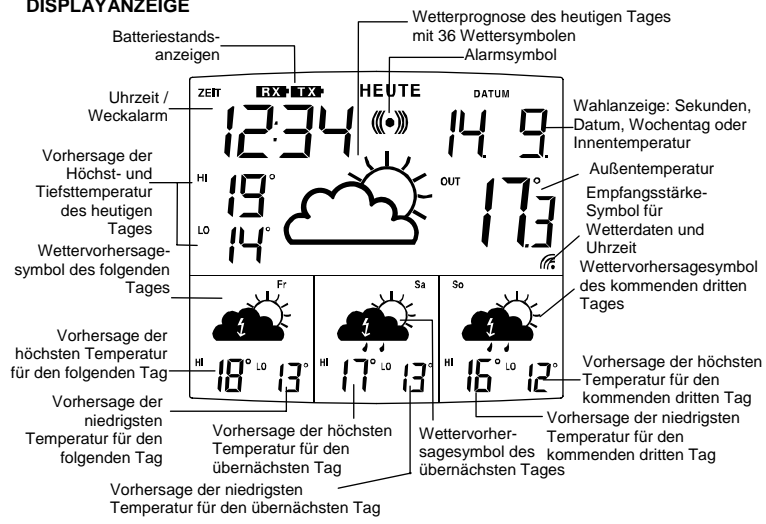 DISPLAYANZEIGE
Wetterprognose des heutigen Tages
mit 36 Wettersymbolen
Batteriestands-
anzeigen
Alarmsymbol
Uhrzeit /
Weckalarm
ZEIT
RX TX
HEUTE
DATUM
12:34
14. 9.
Wahlanzeige: Sekunden,
Datum, Wochentag oder
Innentemperatur
Vorhersage der
Höchst- und
Tiefsttemperatur
des heutigen
Tages
HI
19°
LO
14°
OUT
17.3°
Außentemperatur
Empfangsstärke-
Symbol für
Wetterdaten und
Uhrzeit
Wettervorhersage-
symbol des folgenden
Tages
Wettervorhersagesymbol
des kommenden dritten
Tages
Fr
Sa
So
HI 18° LO 13°
HI 17° LO 13°
HI 16° LO 12°
Vorhersage der
höchsten Temperatur
für den folgenden Tag
Vorhersage der
niedrigsten
Temperatur für den
folgenden Tag
Vorhersage der höchsten
Temperatur für den
übernächsten Tag
Vorhersage der niedrigsten
Temperatur für den übernächsten Tag
Wettervorher-
sagesymbol des
übernächsten Tages
Vorhersage der höchsten
Temperatur für den
kommenden dritten Tag
Vorhersage der niedrigsten
Temperatur für den
kommenden dritten Tag